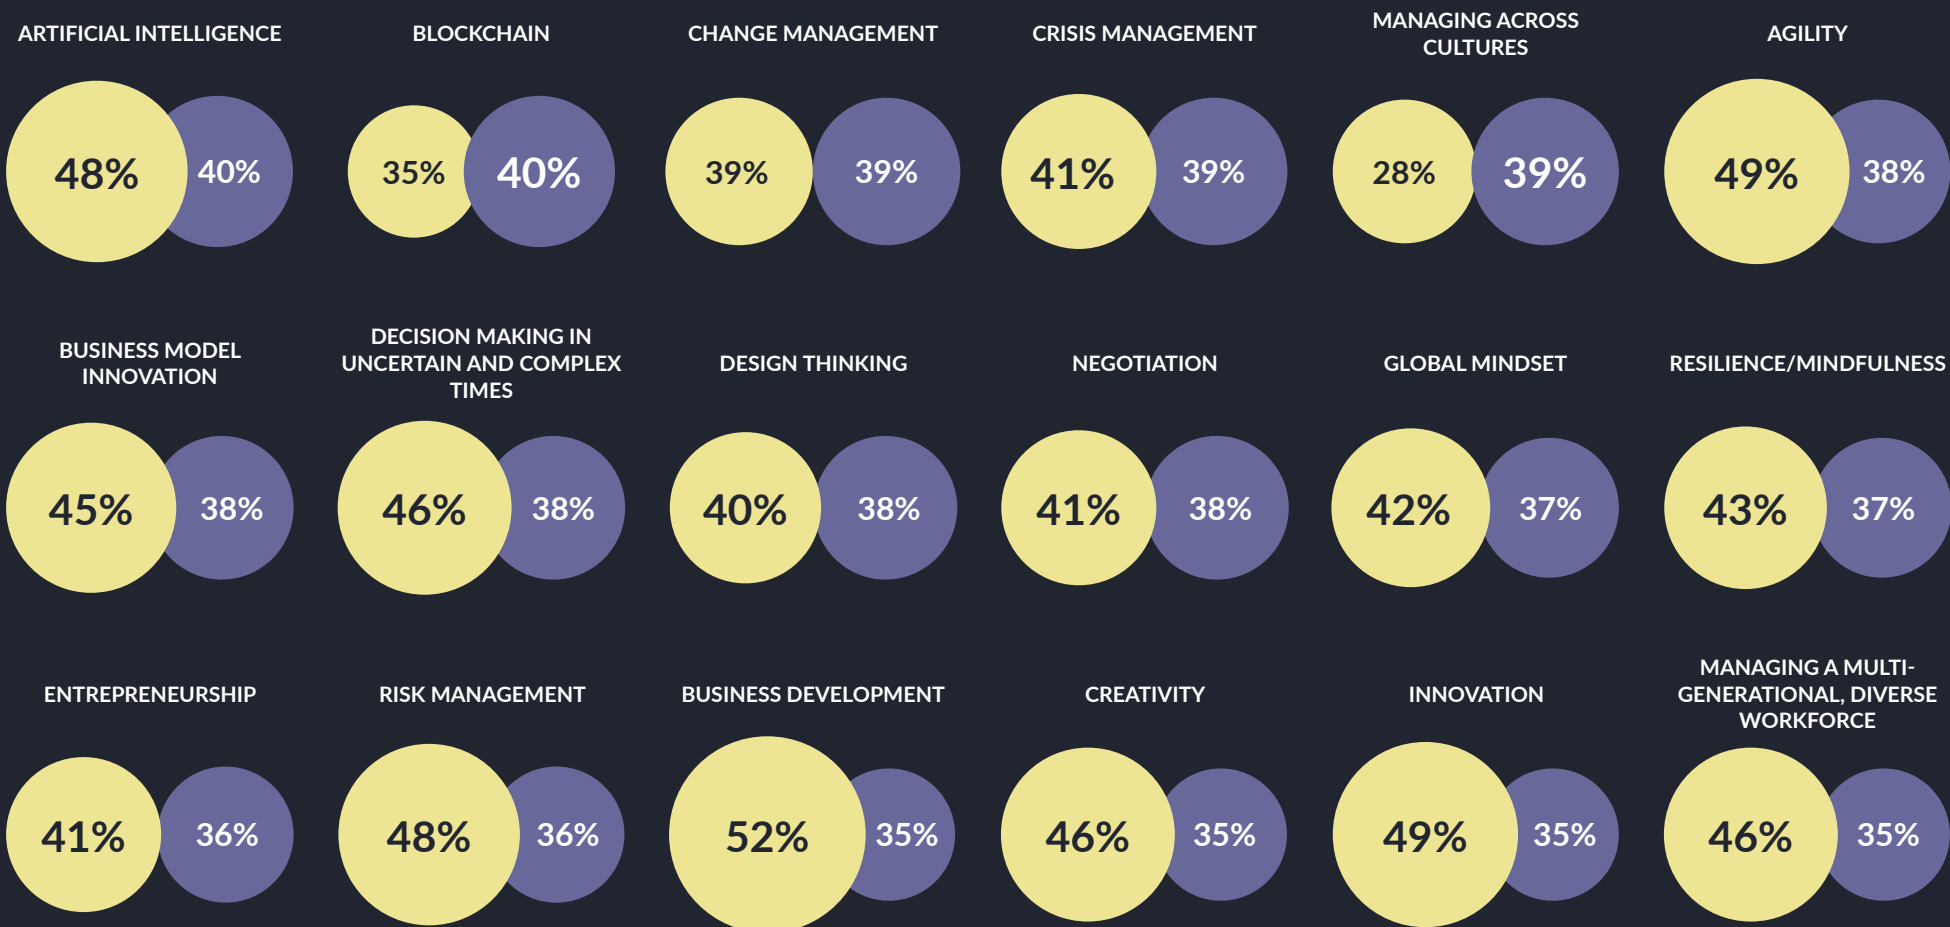 ARTIFICIAL INTELLIGENCE
48%
40%
BLOCKCHAIN
35%
40%
CHANGE MANAGEMENT
39%
39%
CRISIS MANAGEMENT
41%
39%
MANAGING ACROSS
CULTURES
28%
39%
AGILITY
49%
38%
BUSINESS MODEL
INNOVATION
45%
38%
DECISION MAKING IN
UNCERTAIN AND COMPLEX
TIMES
46%
38%
DESIGN THINKING
40%
38%
NEGOTIATION
41%
38%
GLOBAL MINDSET
42%
37%
RESILIENCE/MINDFULNESS
43%
37%
ENTREPRENEURSHIP
41%
36%
RISK MANAGEMENT
48%
36%
BUSINESS DEVELOPMENT
52%
35%
CREATIVITY
46%
35%
INNOVATION
49%
35%
MANAGING A MULTI-
GENERATIONAL, DIVERSE
WORKFORCE
46%
35%